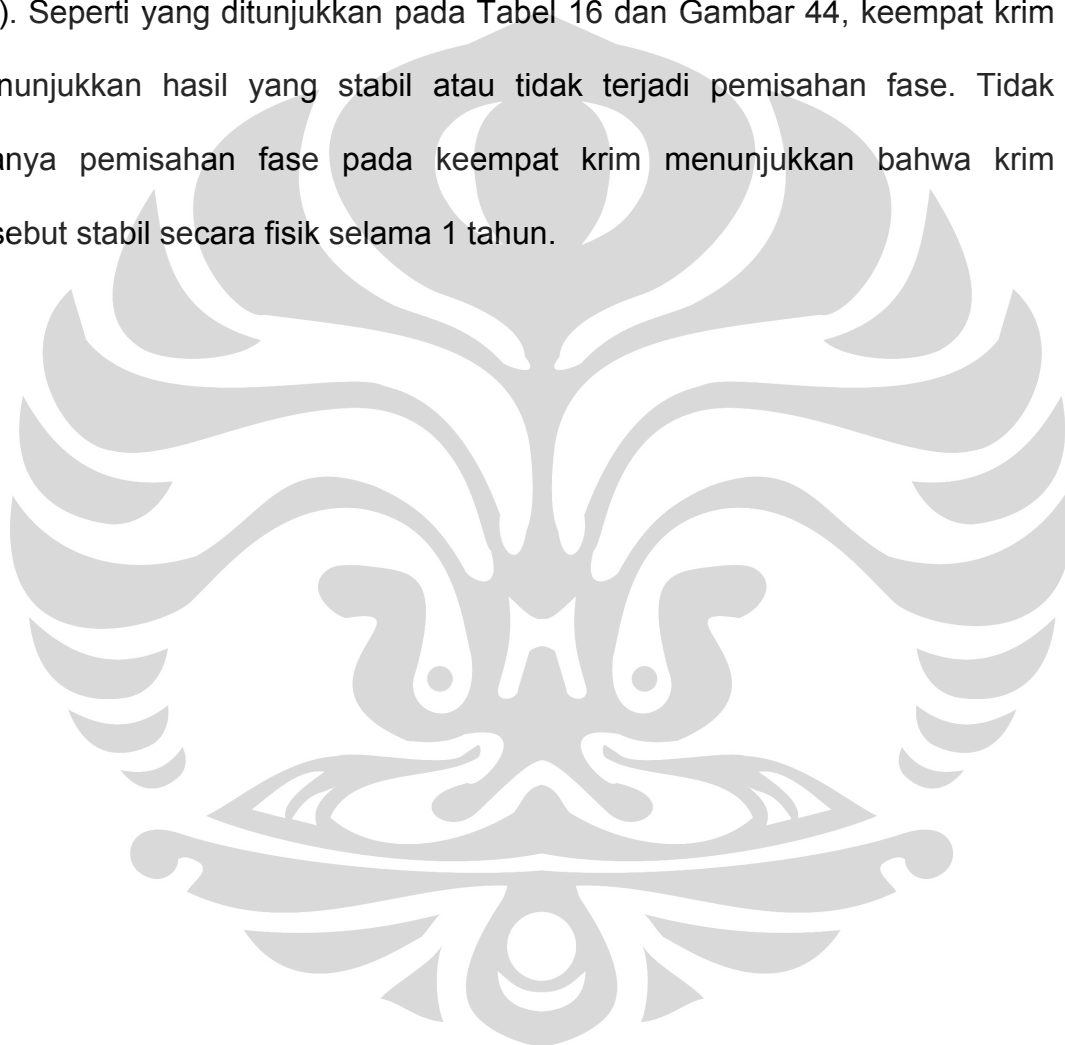 ). Seperti yang ditunjukkan pada Tabel 16 dan Gambar 44, keempat krim
nunjukkan hasil yang stabil atau tidak terjadi pemisahan fase. Tidak
anya pemisahan fase pada keempat krim menunjukkan bahwa krim
sebut stabil secara fisik selama 1 tahun.